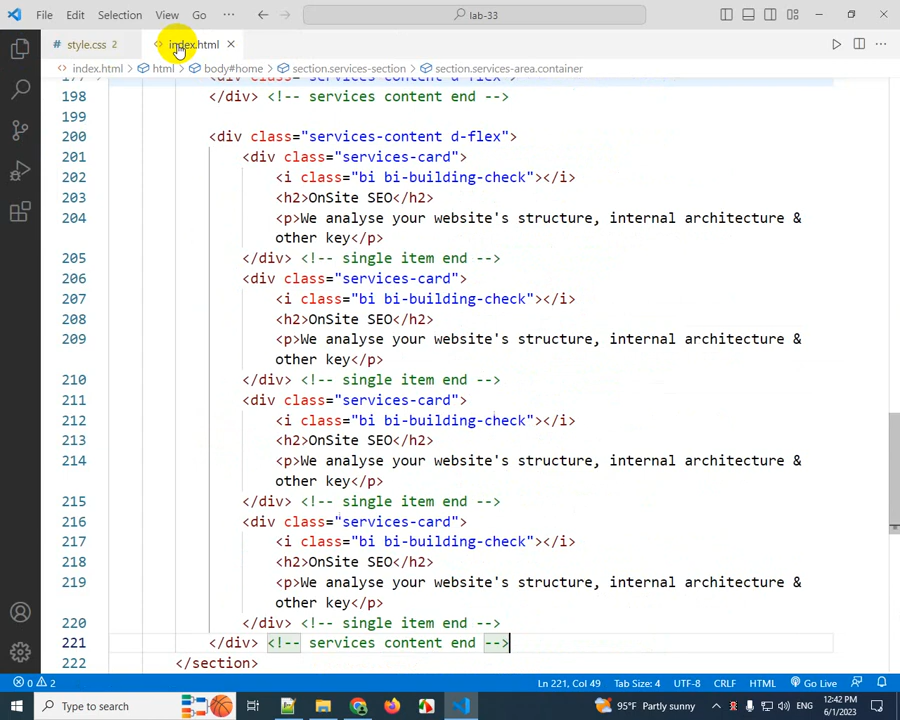 File Edit Selection View Go ··· lab-33
style.css 2 index.html
index.html > html > body#home > section.services-section > section.services-area.container
197 <div class="services-content d-flex">
198 </div> <!-- services content end -->
199
200 <div class="services-content d-flex">
201 <div class="services-card">
202 <i class="bi bi-building-check"></i>
203 <h2>OnSite SEO</h2>
204 <p>We analyse your website's structure, internal architecture &
other key</p>
205 </div> <!-- single item end -->
206 <div class="services-card">
207 <i class="bi bi-building-check"></i>
208 <h2>OnSite SEO</h2>
209 <p>We analyse your website's structure, internal architecture &
other key</p>
210 </div> <!-- single item end -->
211 <div class="services-card">
212 <i class="bi bi-building-check"></i>
213 <h2>OnSite SEO</h2>
214 <p>We analyse your website's structure, internal architecture &
other key</p>
215 </div> <!-- single item end -->
216 <div class="services-card">
217 <i class="bi bi-building-check"></i>
218 <h2>OnSite SEO</h2>
219 <p>We analyse your website's structure, internal architecture &
other key</p>
220 </div> <!-- single item end -->
221 </div> <!-- services content end -->
222 </section>
0 2 Ln 221, Col 49 Tab Size: 4 UTF-8 CRLF HTML Go Live
Type here to search 95°F Partly sunny 12:42 PM
6/1/2023